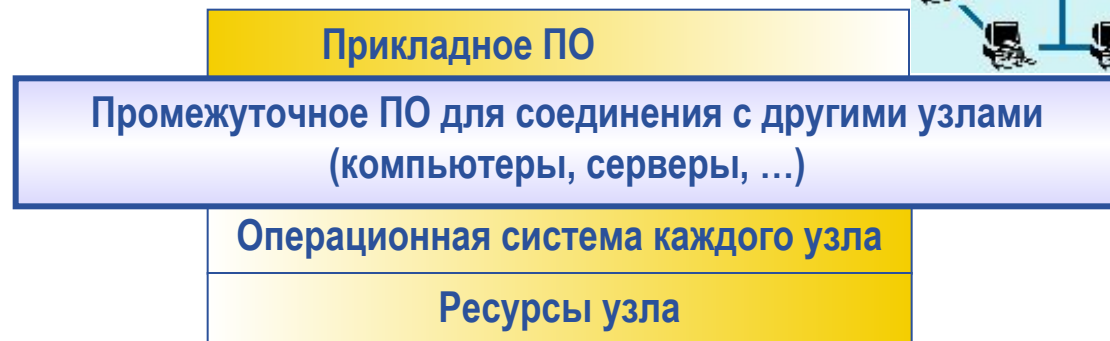 Прикладное ПО
Промежуточное ПО для соединения с другими узлами
(компьютеры, серверы, …)
Операционная система каждого узла
Ресурсы узла